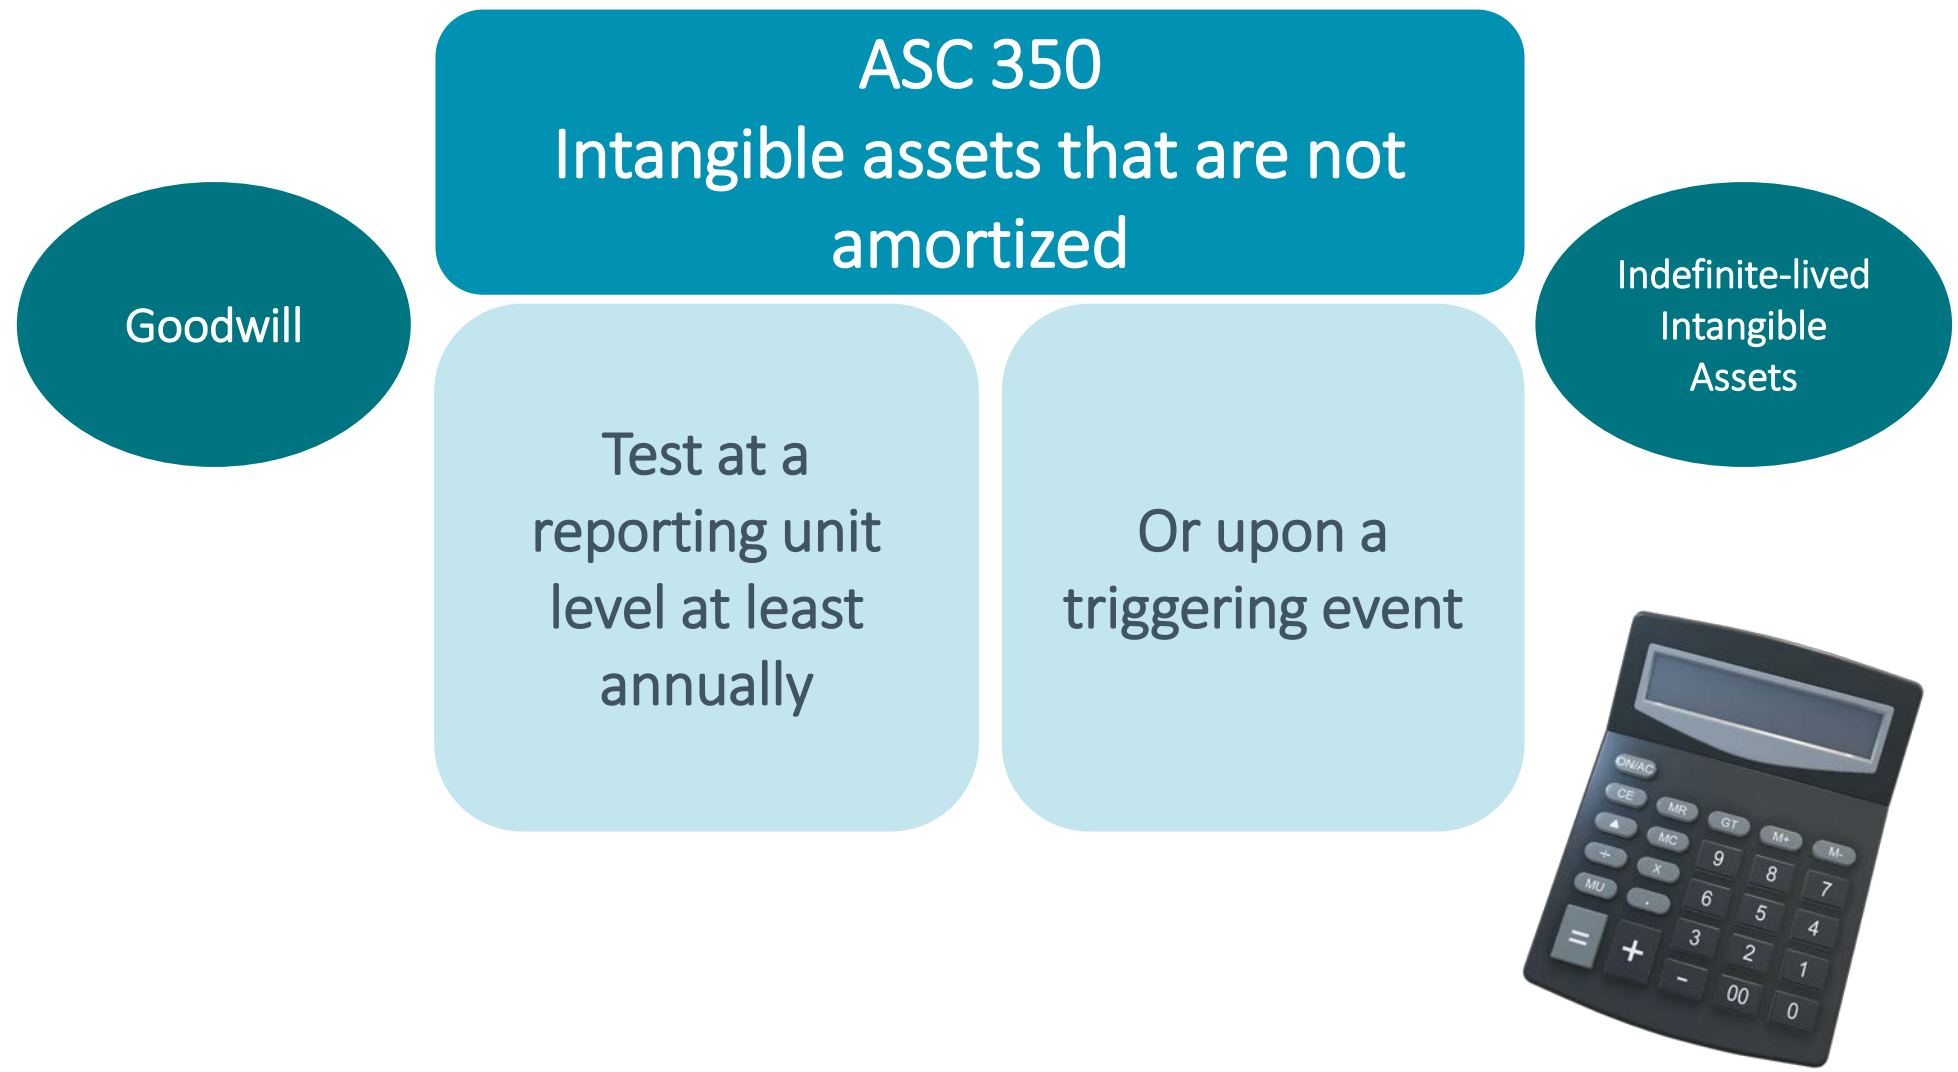 ASC 350
Intangible assets that are not
amortized
Goodwill
Indefinite-lived
Intangible
Assets
Test at a
reporting unit
level at least
annually
Or upon a
triggering event
ON/AC
CE MR GT M+ M-
▲ MC 9 8 7
÷ X 6 5 4
MU . 3 2 1
= + - 00 0